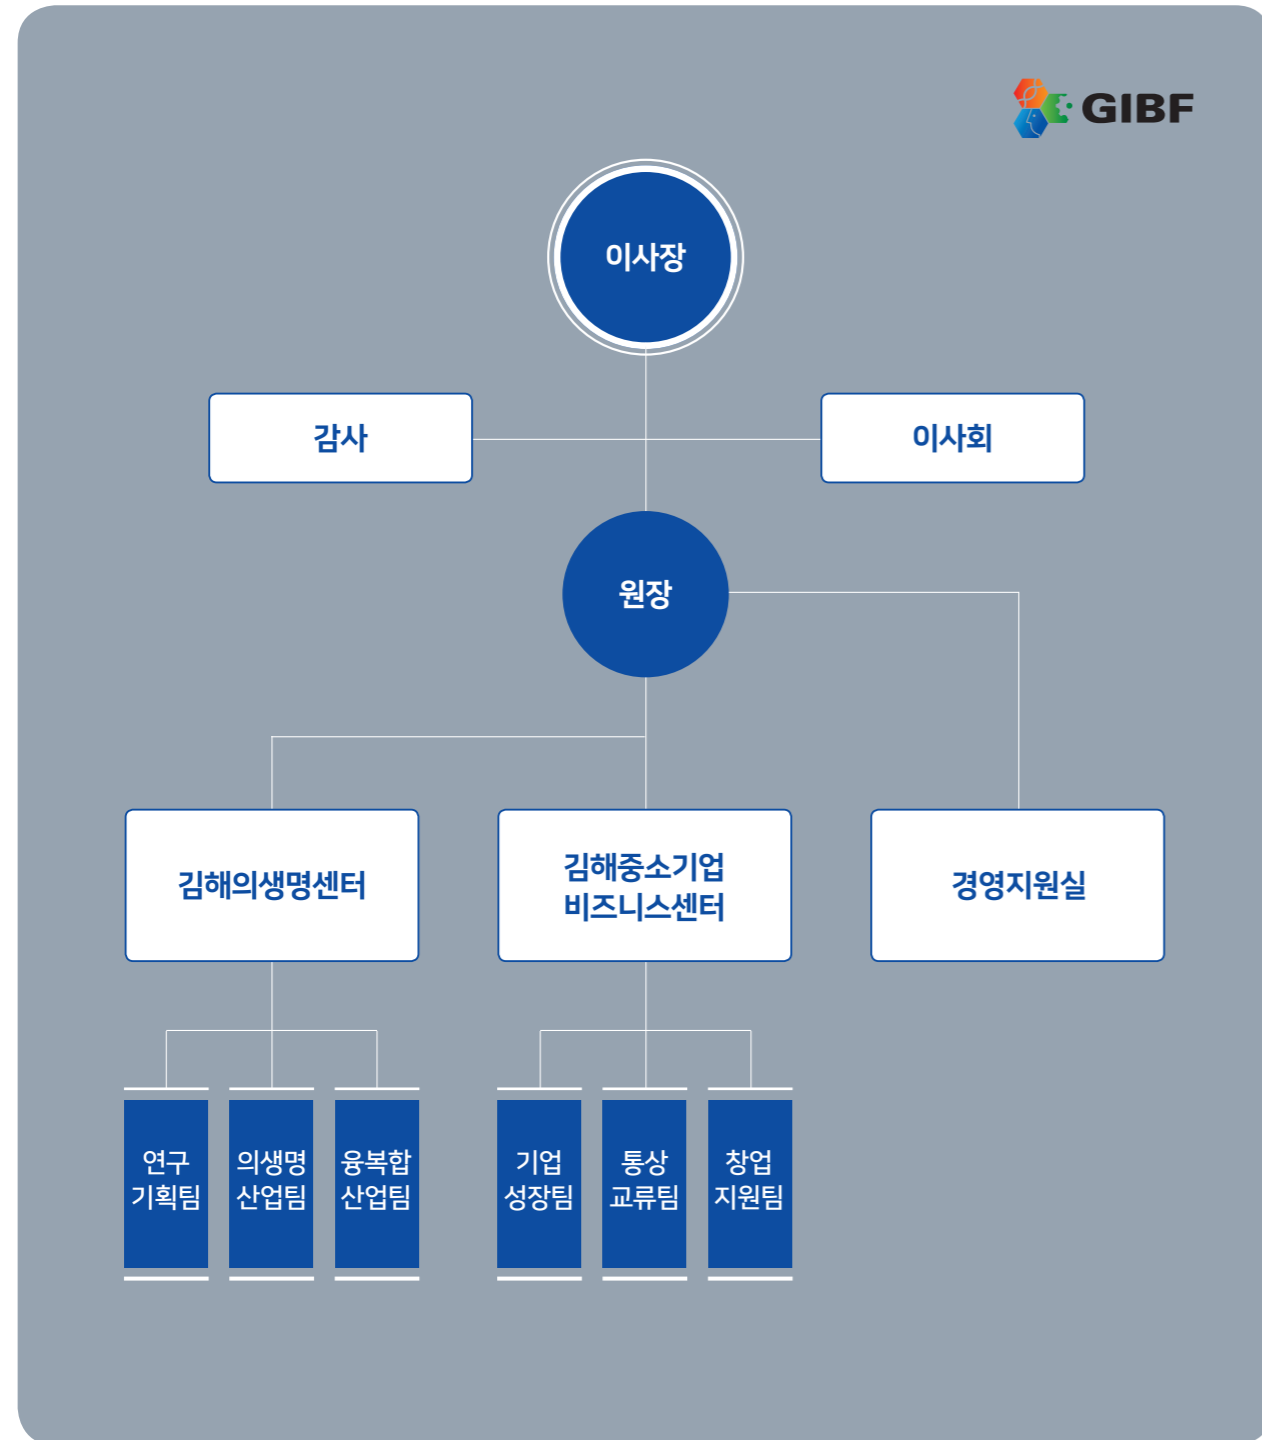 GIBF
이사장
감사
이사회
원장
김해의생명센터
김해중소기업
비즈니스센터
경영지원실
연구
기획팀
의생명
산업팀
융복합
산업팀
기업
성장팀
통상
교류팀
창업
지원팀